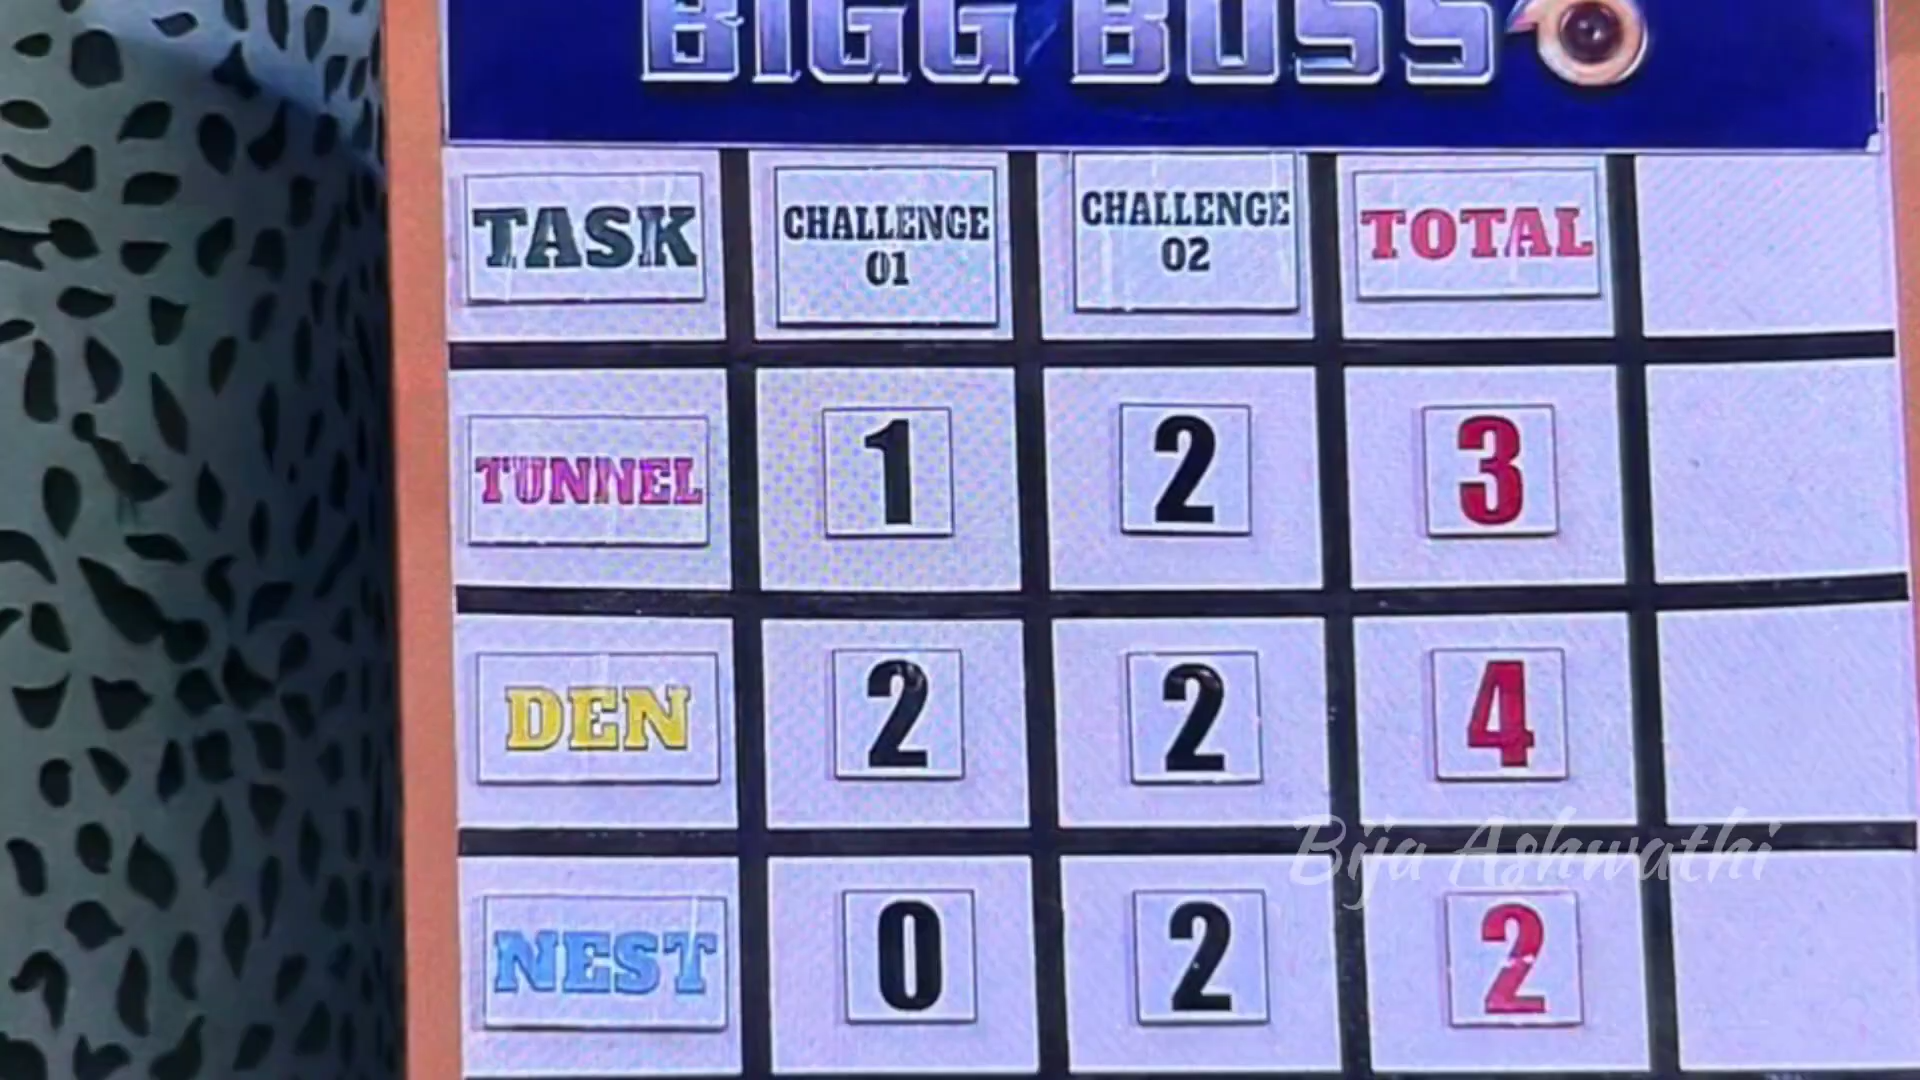 BIGG BOSS
TASK CHALLENGE 01 CHALLENGE 02 TOTAL
TUNNEL 1 2 3
DEN 2 2 4
NEST 0 2 2
Bija Ashwathi